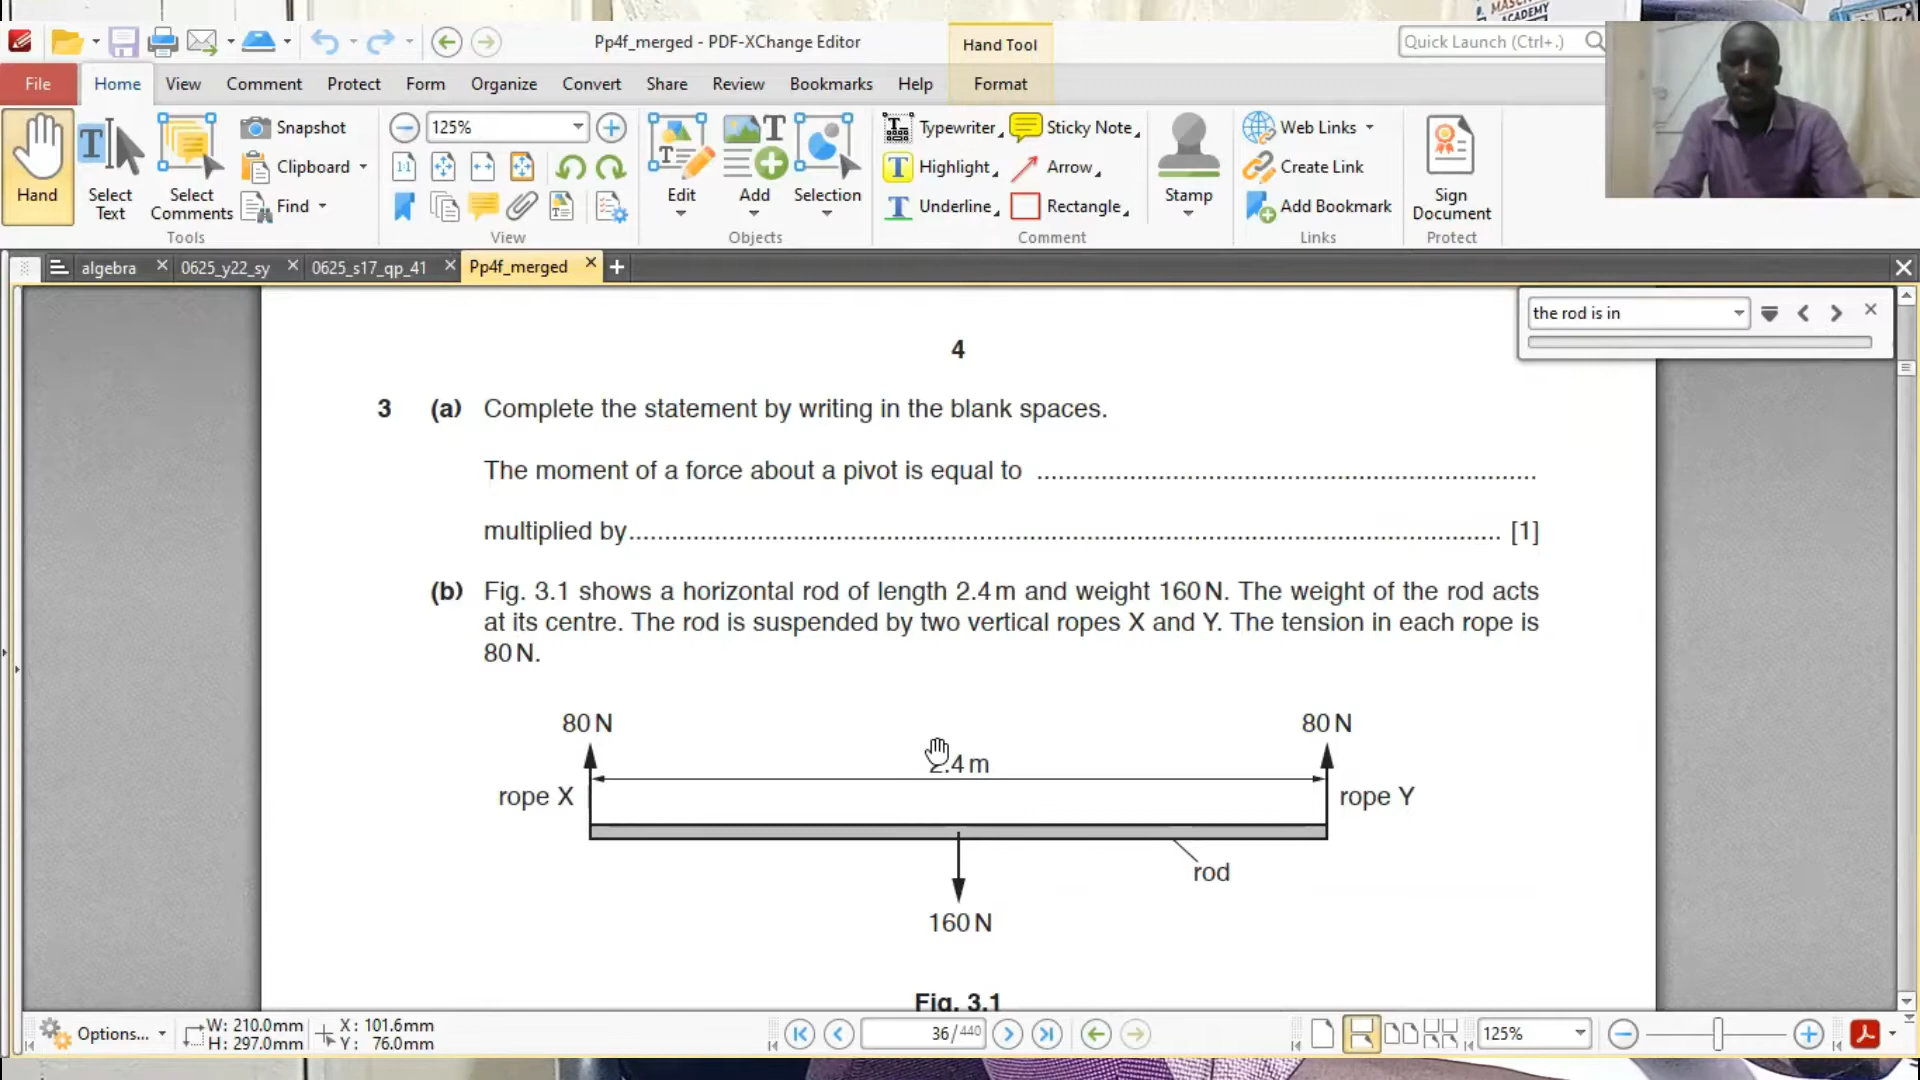 ACADEMY
Pp4f_merged - PDF-XChange Editor
Hand Tool
Quick Launch (Ctrl+.)
File
Home
View
Comment
Protect
Form
Organize
Convert
Share
Review
Bookmarks
Help
Format
Hand
Select Text
Select Comments
Snapshot
Clipboard
Find
Tools
125%
View
Edit
Add
Selection
Objects
Typewriter
Sticky Note
Highlight
Arrow
Underline
Rectangle
Comment
Stamp
Web Links
Create Link
Add Bookmark
Links
Sign Document
Protect
algebra
0625_y22_sy
0625_s17_qp_41
Pp4f_merged
the rod is in
4
3 (a) Complete the statement by writing in the blank spaces.
The moment of a force about a pivot is equal to ......................................................................
multiplied by.......................................................................................................................... [1]
(b) Fig. 3.1 shows a horizontal rod of length 2.4 m and weight 160 N. The weight of the rod acts
at its centre. The rod is suspended by two vertical ropes X and Y. The tension in each rope is
80 N.
80 N
80 N
2.4 m
rope X
rope Y
rod
160 N
Fig. 3.1
Options...
W: 210.0mm
H: 297.0mm
X: 101.6mm
Y: 76.0mm
36 / 440
125%